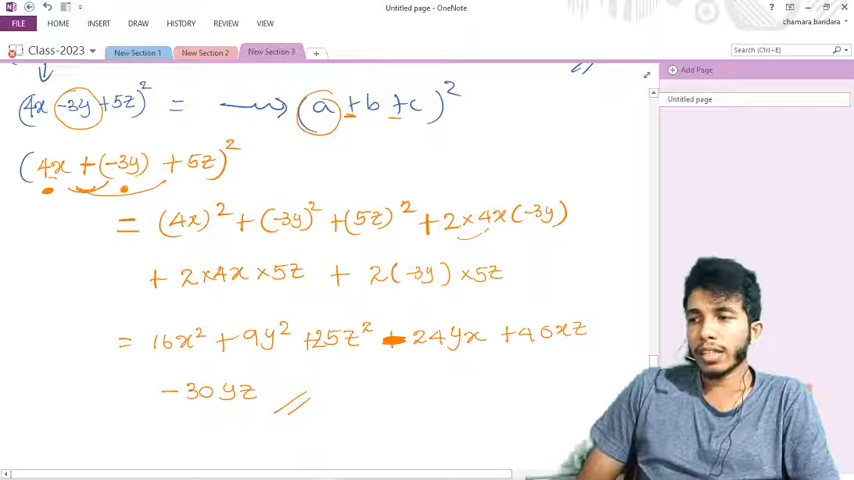 Untitled page - OneNote
FILE HOME INSERT DRAW HISTORY REVIEW VIEW
chamara bandara
Class-2023 New Section 1 New Section 2 New Section 3 +
Search (Ctrl+E)
Add Page
Untitled page
(4x -3y +5z)² = → (a + b + c)²
(4x + (-3y) + 5z)²
= (4x)² + (-3y)² + (5z)² + 2 × 4x(-3y)
+ 2×4x×5z + 2(-3y)×5z
= 16x² + 9y² + 25z² - 24yx + 40xz
- 30yz //